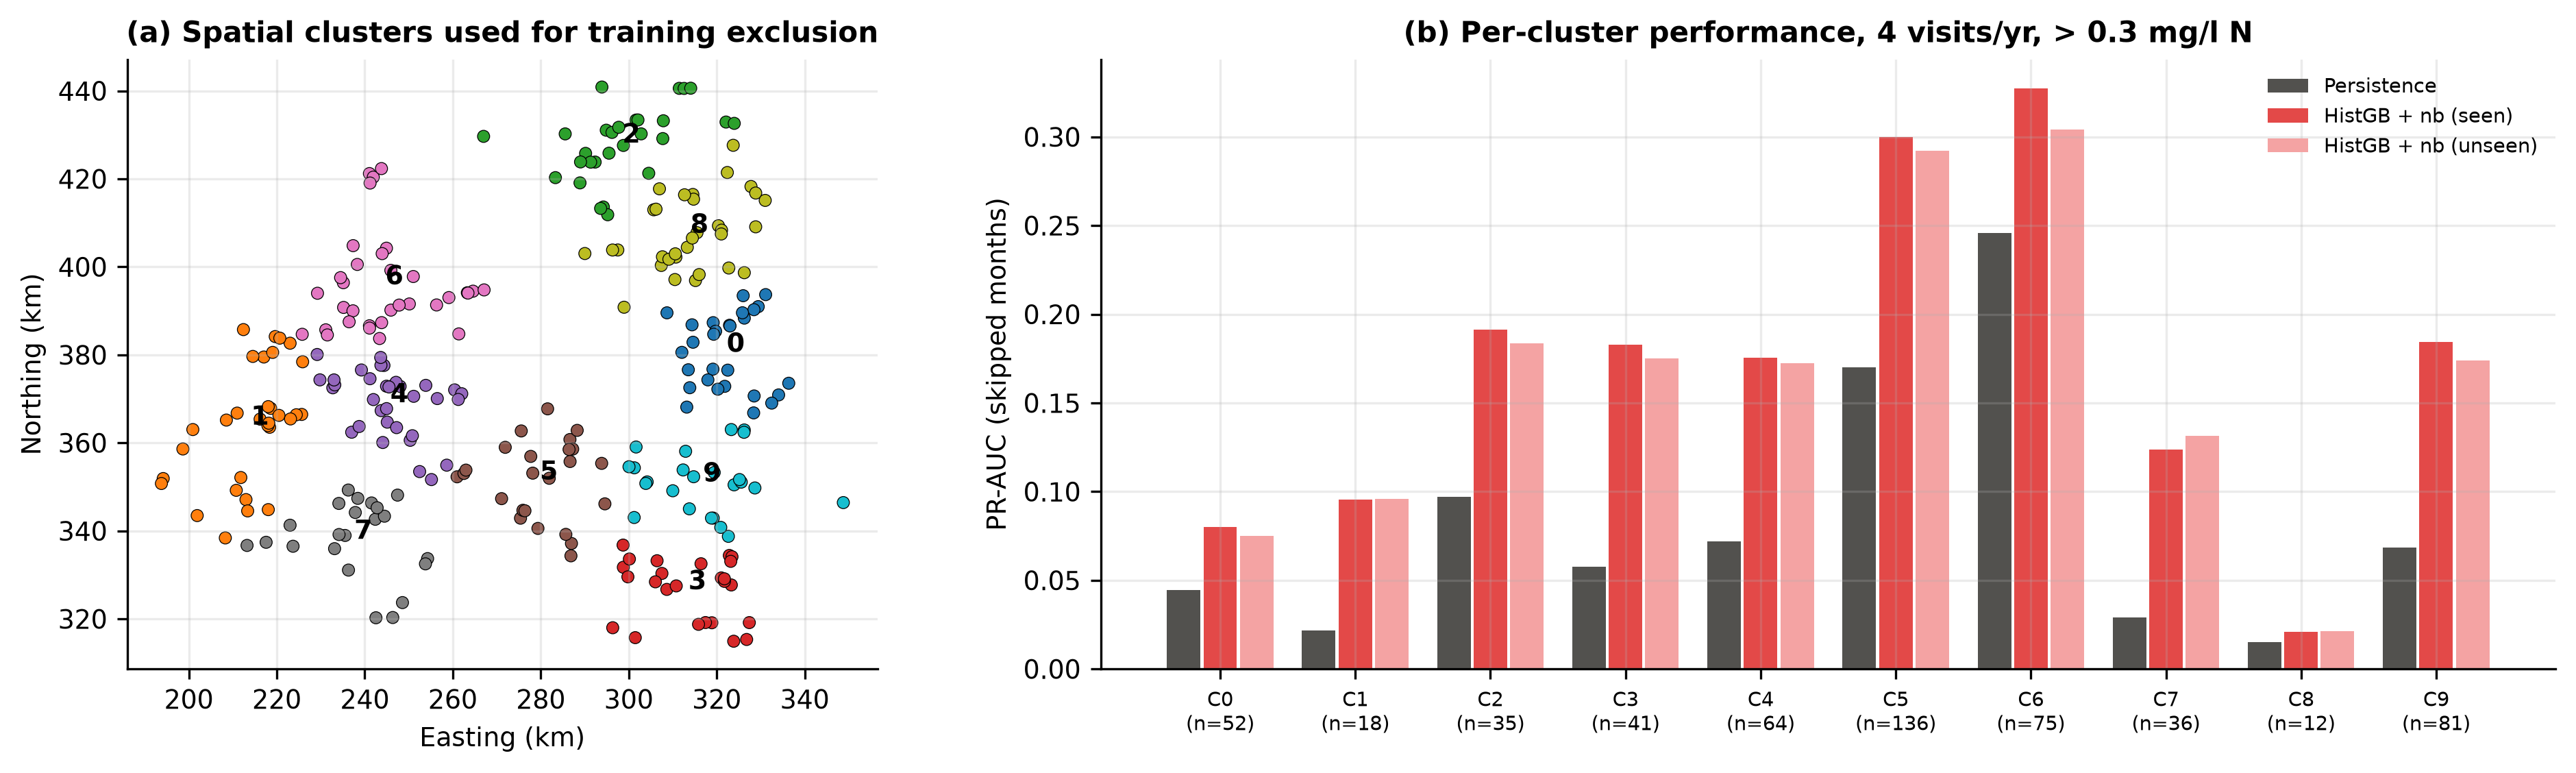 (a) Spatial clusters used for training exclusion
Northing (km)
440
420
400
380
360
340
320
200 220 240 260 280 300 320 340
Easting (km)
2
8
6
0
4
1
5
9
7
3
(b) Per-cluster performance, 4 visits/yr, > 0.3 mg/l N
PR-AUC (skipped months)
0.30
0.25
0.20
0.15
0.10
0.05
0.00
Persistence
HistGB + nb (seen)
HistGB + nb (unseen)
C0 C1 C2 C3 C4 C5 C6 C7 C8 C9
(n=52) (n=18) (n=35) (n=41) (n=64) (n=136) (n=75) (n=36) (n=12) (n=81)